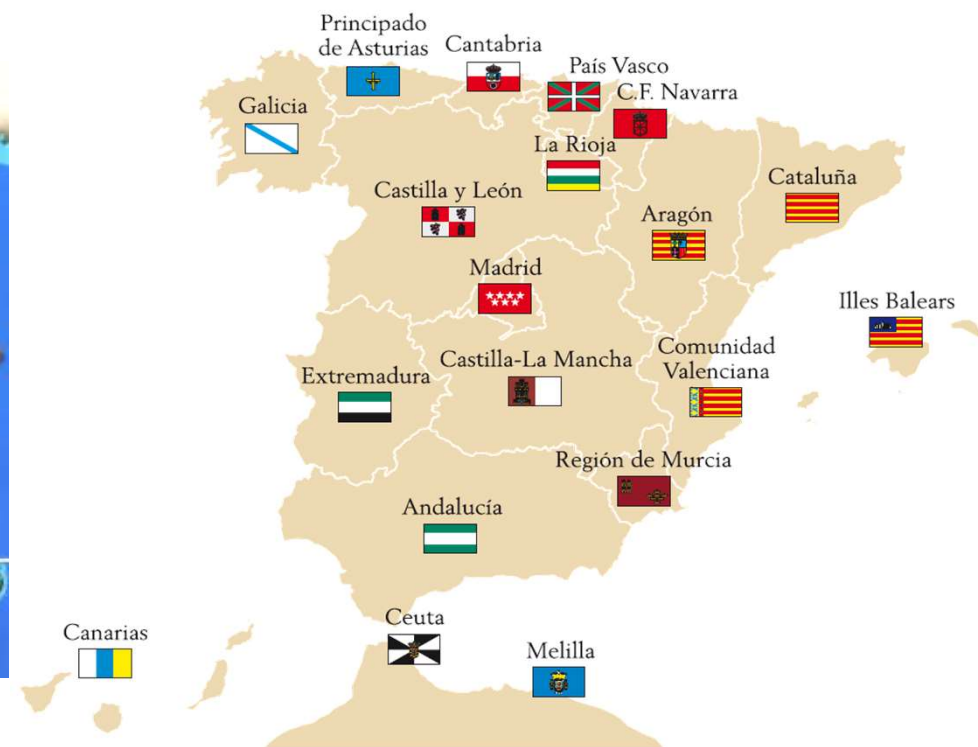 Principado
de Asturias
Cantabria
País Vasco
C.F. Navarra
Galicia
La Rioja
Castilla y León
Cataluña
Aragón
Madrid
Illes Balears
Comunidad
Valenciana
Castilla-La Mancha
Extremadura
Región de Murcia
Andalucía
Ceuta
Canarias
Melilla